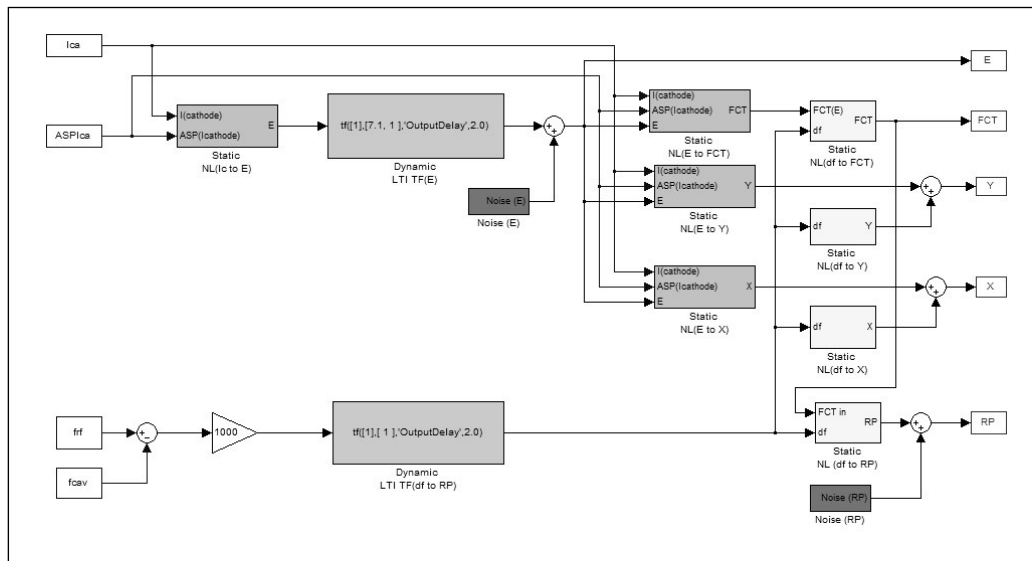 Ica
ASPIca
I(cathode)
ASP(Icathode)
E
Static
NL(Ic to E)
tf([1],[7.1, 1 ],'OutputDelay',2.0)
Dynamic
LTI TF(E)
+
+
Noise (E)
Noise (E)
I(cathode)
ASP(Icathode)
E
FCT
Static
NL(E to FCT)
FCT(E)
df
FCT
Static
NL(df to FCT)
E
FCT
I(cathode)
ASP(Icathode)
E
Y
Static
NL(E to Y)
df
Y
Static
NL(df to Y)
+
+
Y
I(cathode)
ASP(Icathode)
E
X
Static
NL(E to X)
df
X
Static
NL(df to X)
+
+
X
frf
fcav
+
−
1000
tf([1],[ 1 ],'OutputDelay',2.0)
Dynamic
LTI TF(df to RP)
FCT in
df
RP
Static
NL (df to RP)
+
+
RP
Noise (RP)
Noise (RP)